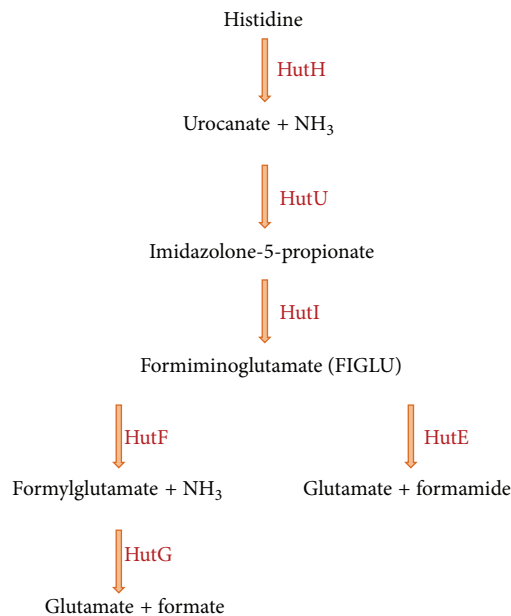 Histidine
HutH
Urocanate + NH₃
HutU
Imidazolone-5-propionate
HutI
Formiminoglutamate (FIGLU)
HutF
HutE
Formylglutamate + NH₃
Glutamate + formamide
HutG
Glutamate + formate